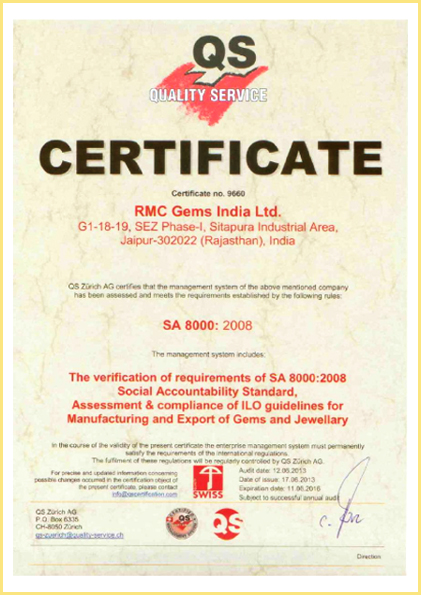 QS
QUALITY SERVICE
CERTIFICATE
Certificate no. 9660
RMC Gems India Ltd.
G1-18-19, SEZ Phase-I, Sitapura Industrial Area,
Jaipur-302022 (Rajasthan), India
QS Zürich AG certifies that the management system of the above mentioned company
has been assessed and meets the requirements established by the following rules:
SA 8000: 2008
The management system includes:
The verification of requirements of SA 8000:2008
Social Accountability Standard,
Assessment & compliance of ILO guidelines for
Manufacturing and Export of Gems and Jewellary
In the course of the validity of the present certificate the enterprise management system must permanently
satisfy the requirements of the international regulations.
The fulfilment of these regulations will be regularly controlled by QS Zürich AG.
For precise and updated information concerning
possible changes occurred in the certification object of
the present certificate, please contact
info@qscertification.com
SWISS
Audit date: 12.06.2013
Date of issue: 17.06.2013
Expiration date: 11.06.2016
Subject to successful annual audit
QS Zürich AG
P.O. Box 6335
CH-8050 Zürich
qs-zuerich@quality-service.ch
QS
QS
Direction